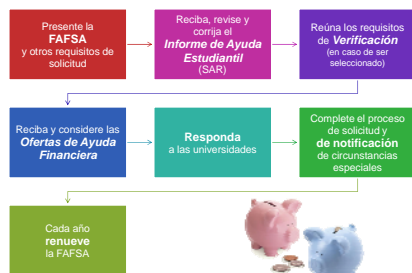 Presente la
FAFSA
y otros requisitos de
solicitud
Reciba, revise y
corrija el
Informe de Ayuda
Estudiantil
(SAR)
Reúna los requisitos
de Verificación
(en caso de ser
seleccionado)
Reciba y considere las
Ofertas de Ayuda
Financiera
Responda
a las universidades
Complete el proceso
de solicitud y
de notificación
de circunstancias
especiales
Cada año
renueve
la FAFSA